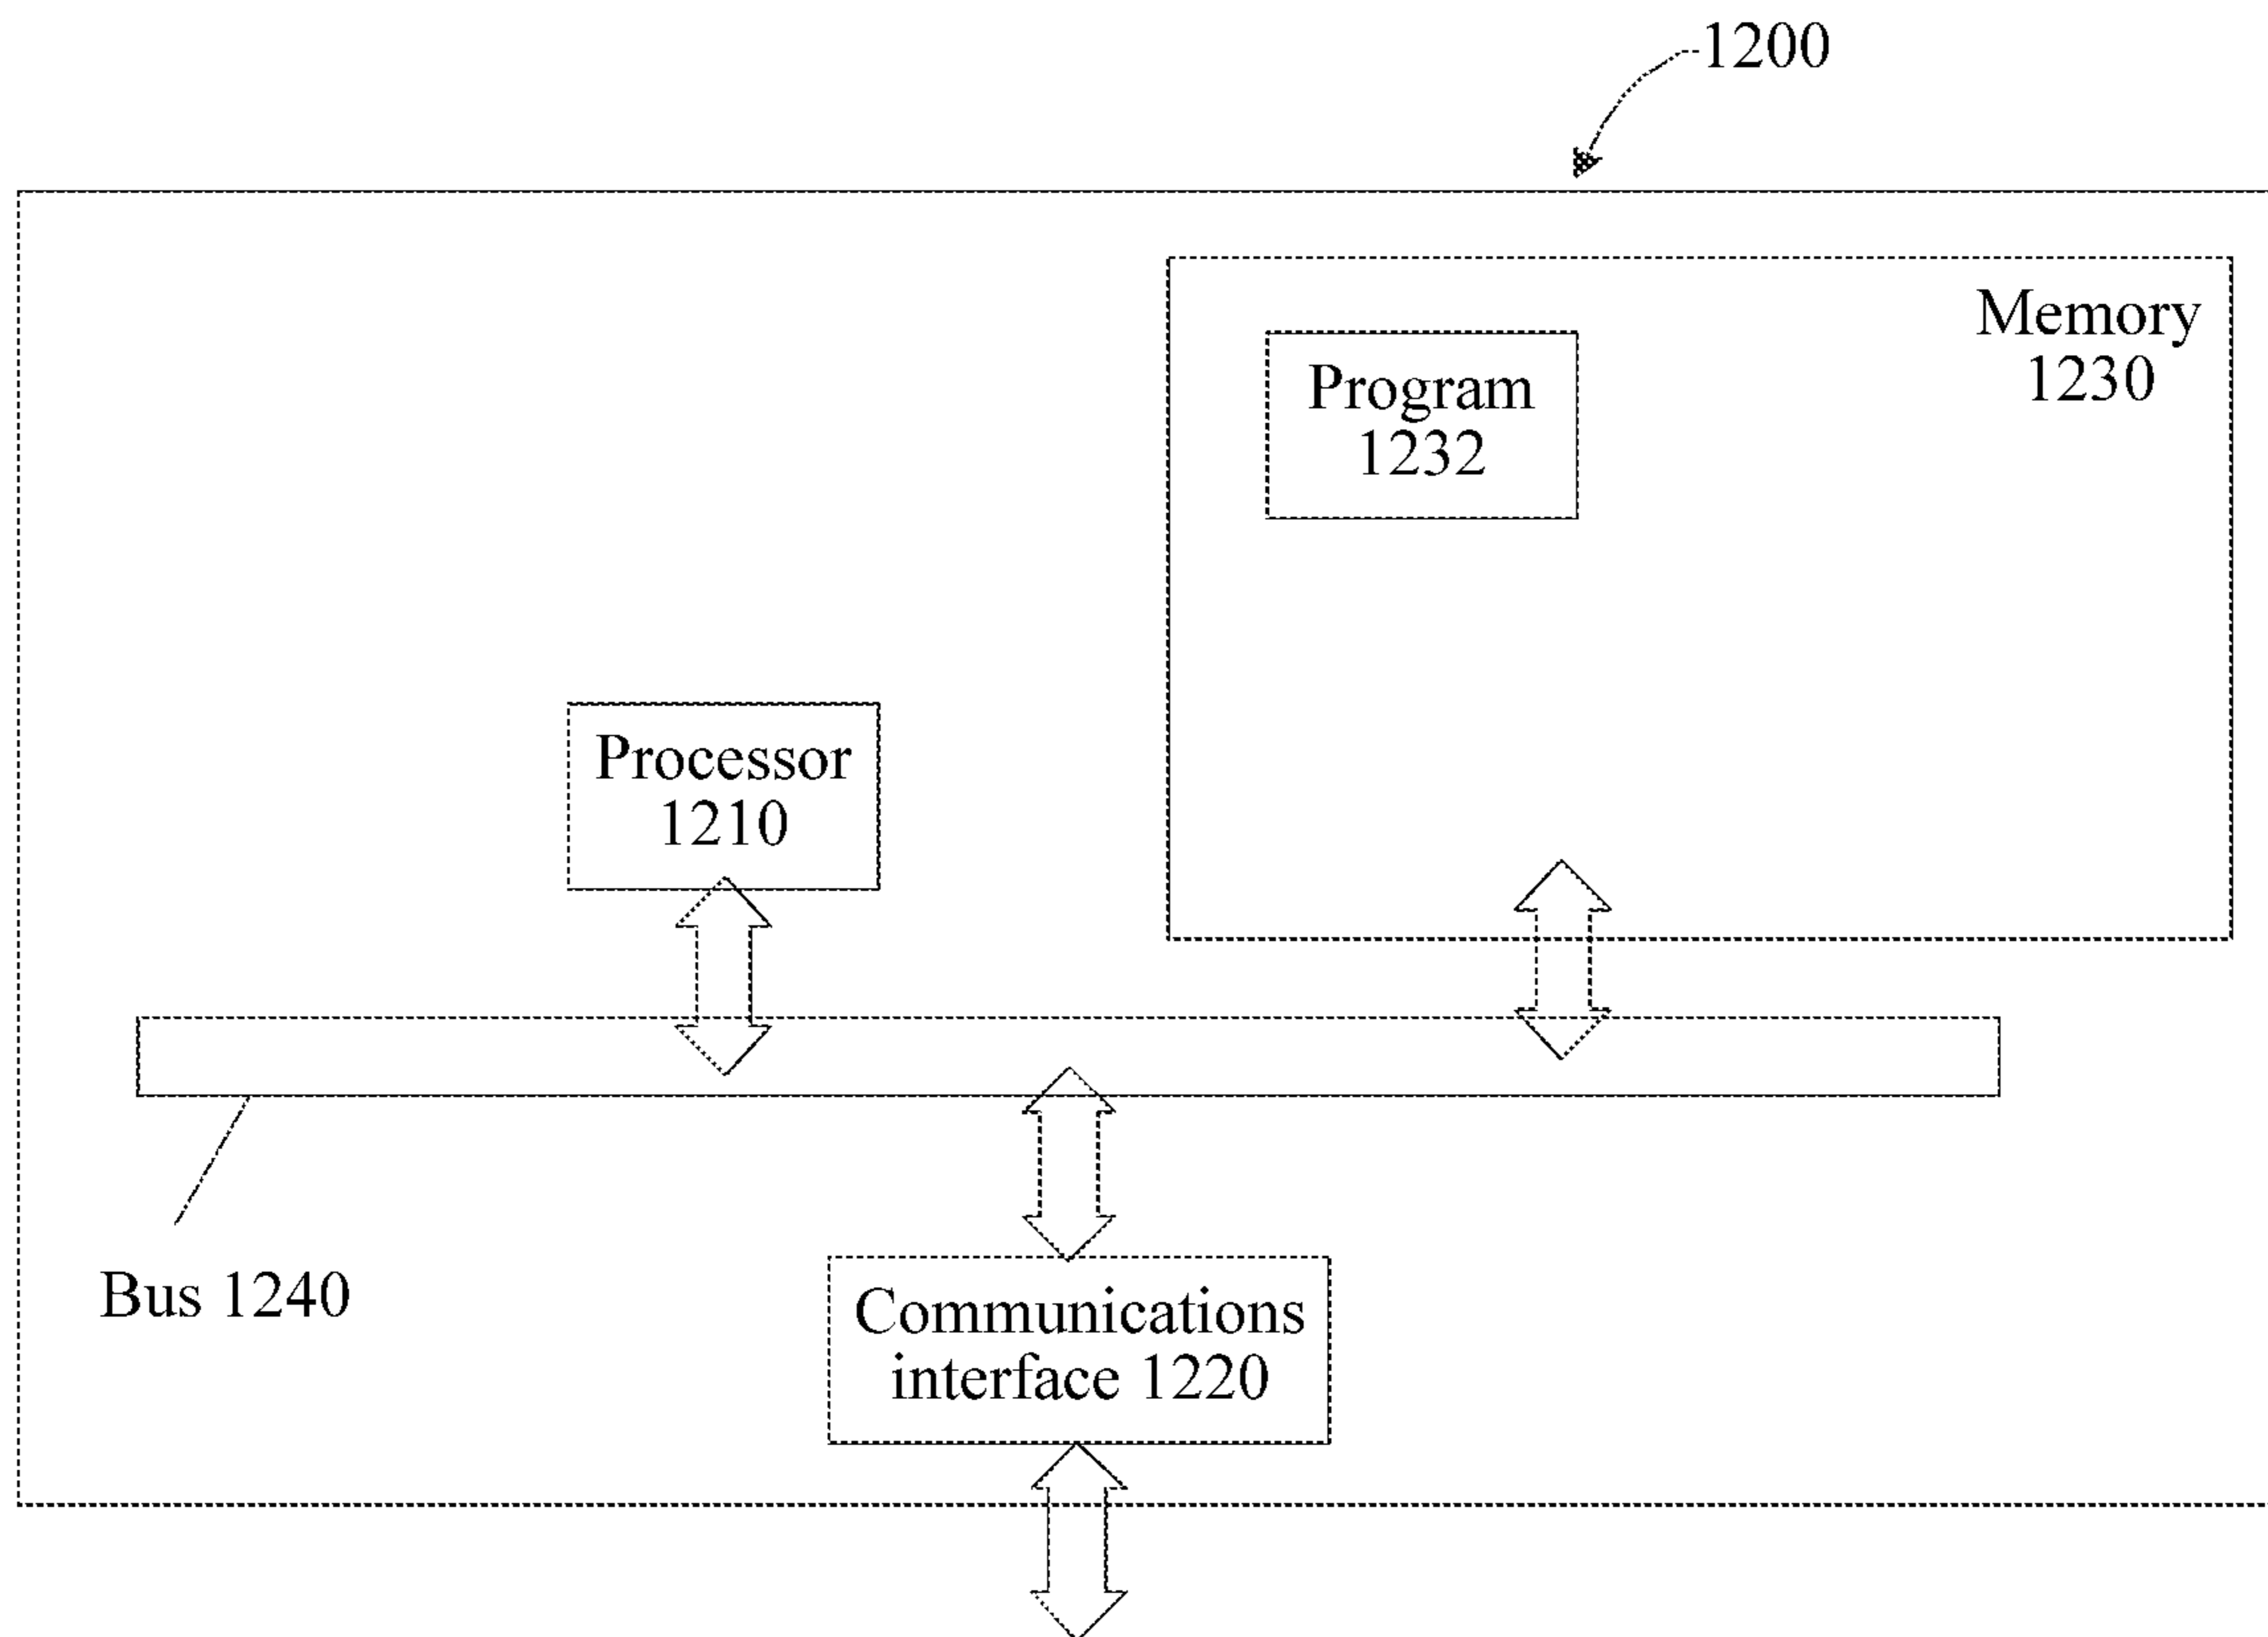 1200
Memory
1230
Program
1232
Processor
1210
Bus 1240
Communications
interface 1220